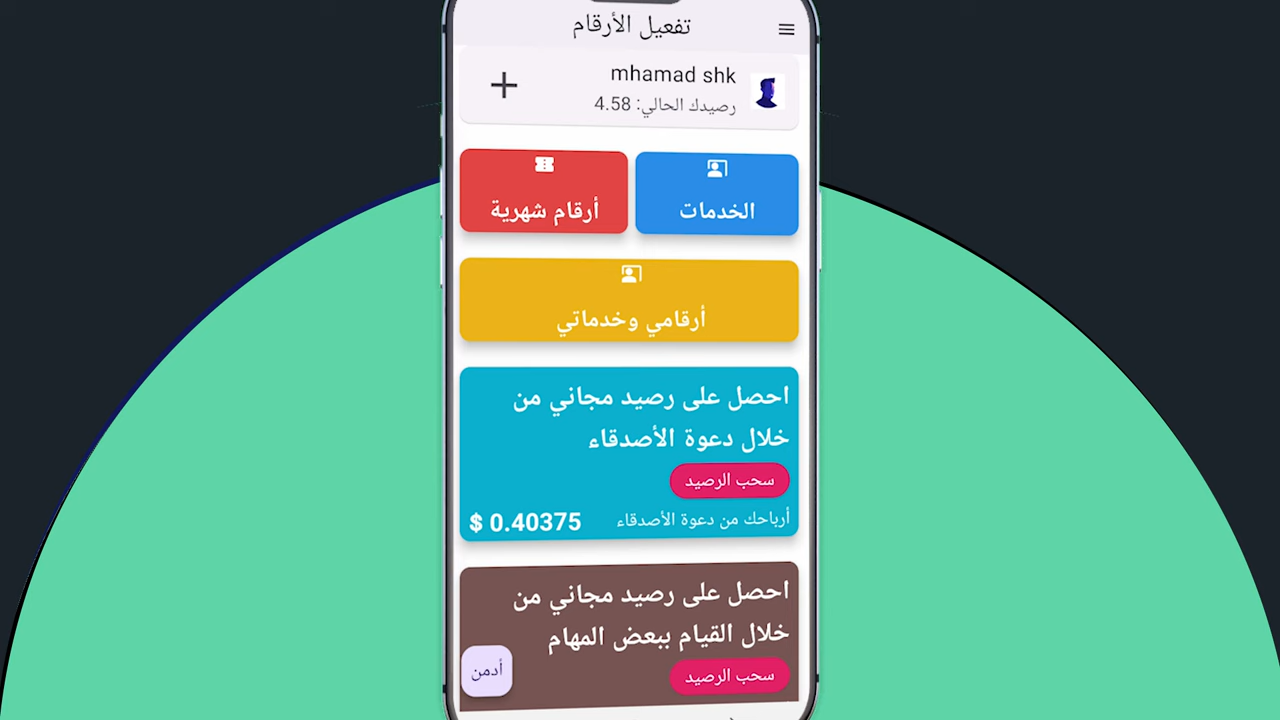 تفعيل الأرقام
mhamad shk
رصيدك الحالي: 4.58
الخدمات
أرقام شهرية
أرقامي وخدماتي
احصل على رصيد مجاني من
خلال دعوة الأصدقاء
سحب الرصيد
أرباحك من دعوة الأصدقاء
$ 0.40375
احصل على رصيد مجاني من
خلال القيام ببعض المهام
سحب الرصيد
أدمن